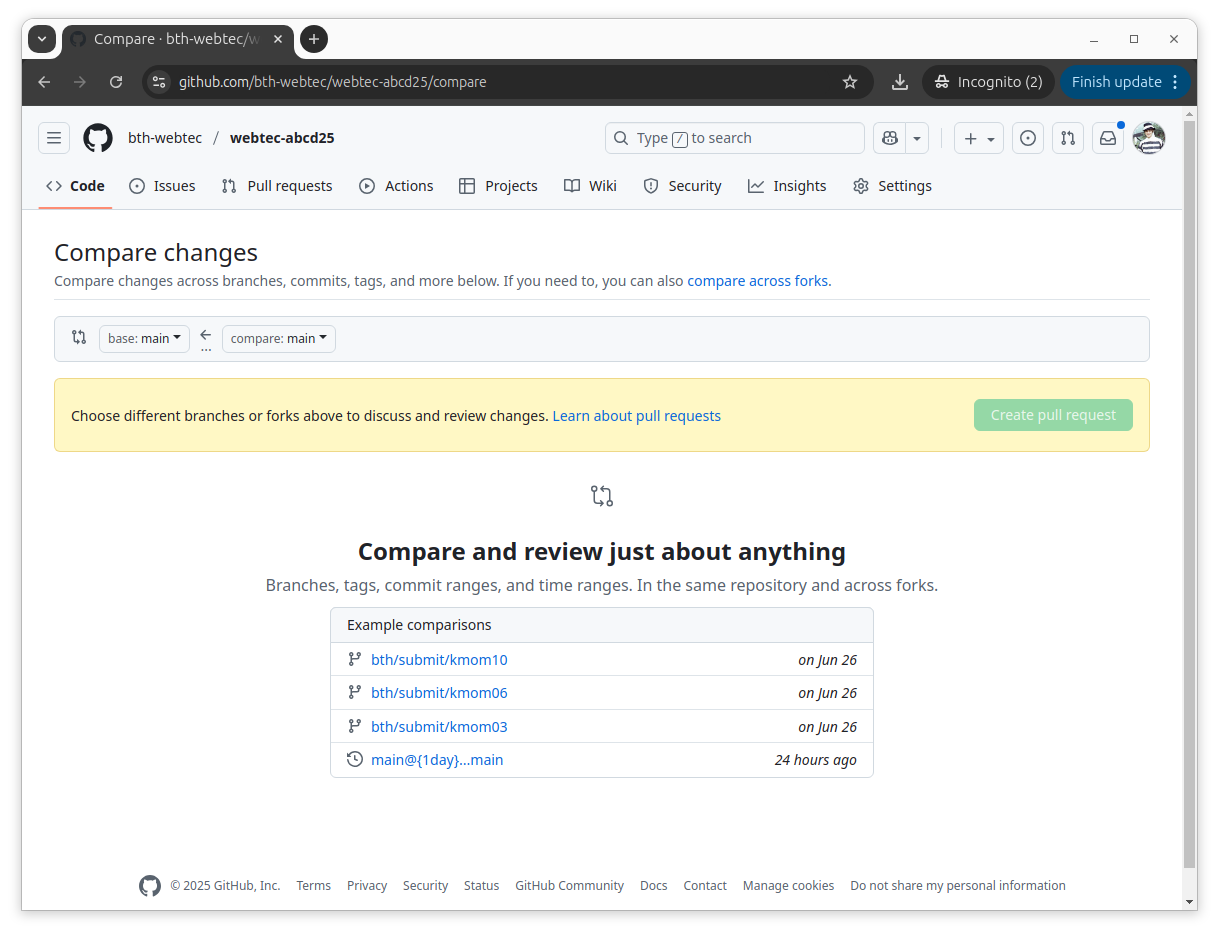 Compare · bth-webtec/w
github.com/bth-webtec/webtec-abcd25/compare
Incognito (2)
Finish update
bth-webtec / webtec-abcd25
Type / to search
Code
Issues
Pull requests
Actions
Projects
Wiki
Security
Insights
Settings
Compare changes
Compare changes across branches, commits, tags, and more below. If you need to, you can also compare across forks.
base: main
...
compare: main
Choose different branches or forks above to discuss and review changes. Learn about pull requests
Create pull request
Compare and review just about anything
Branches, tags, commit ranges, and time ranges. In the same repository and across forks.
Example comparisons
bth/submit/kmom10 on Jun 26
bth/submit/kmom06 on Jun 26
bth/submit/kmom03 on Jun 26
main@{1day}...main 24 hours ago
© 2025 GitHub, Inc. Terms Privacy Security Status GitHub Community Docs Contact Manage cookies Do not share my personal information